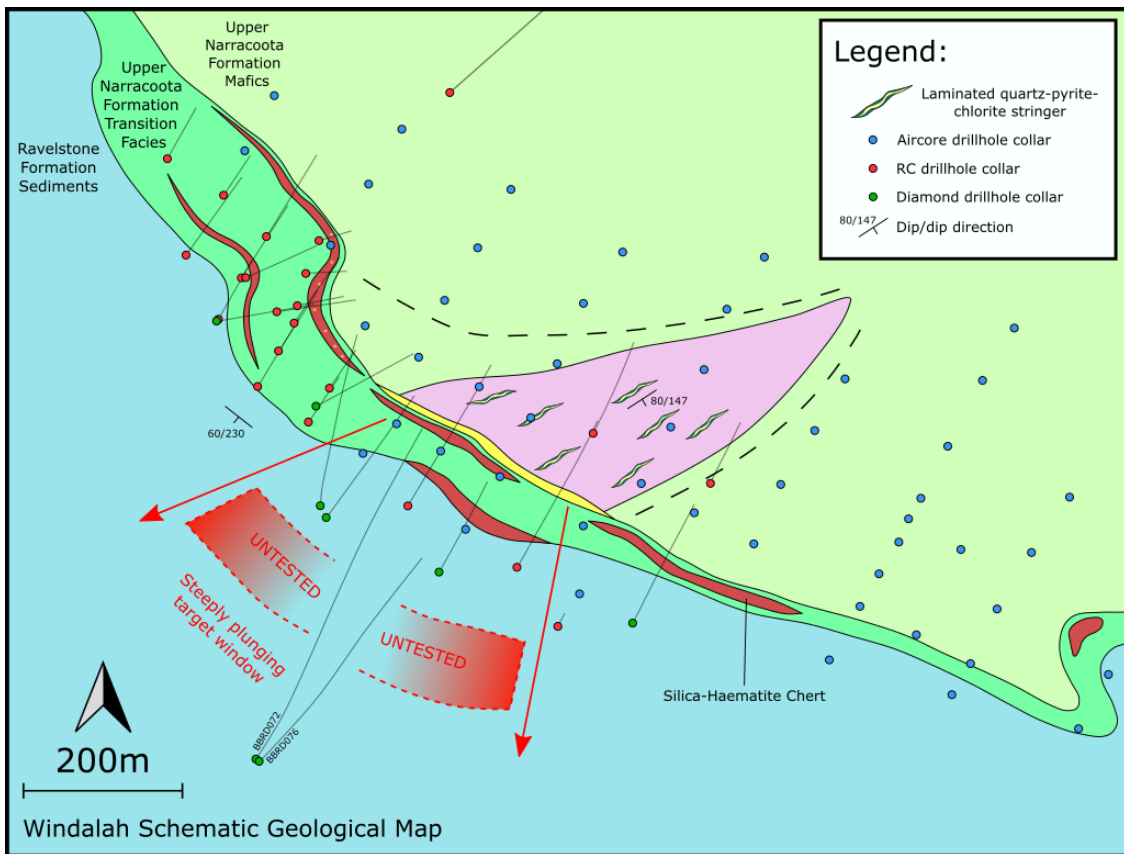 Upper
Narracoota
Formation
Mafics
Upper
Narracoota
Formation
Transition
Facies
Ravelstone
Formation
Sediments
Legend:
Laminated quartz-pyrite-
chlorite stringer
Aircore drillhole collar
RC drillhole collar
Diamond drillhole collar
80/147
Dip/dip direction
80/147
60/230
UNTESTED
Steeply plunging
target window
UNTESTED
Silica-Haematite Chert
BBRD072
BBRD076
200m
Windalah Schematic Geological Map